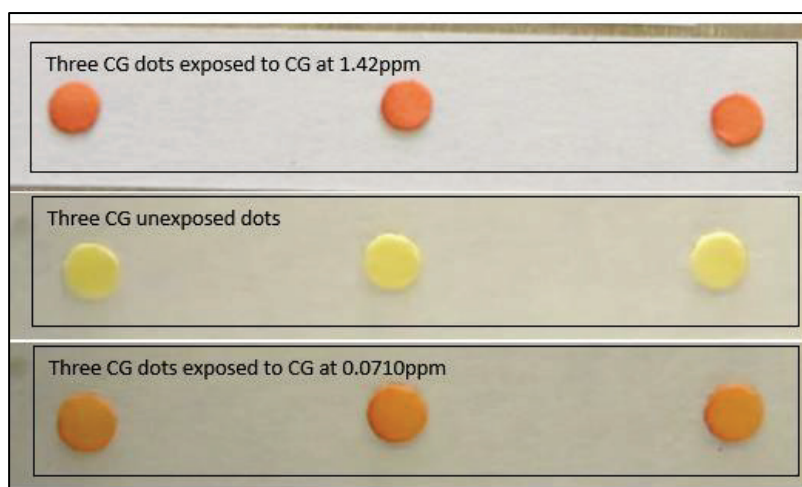 Three CG dots exposed to CG at 1.42ppm
Three CG unexposed dots
Three CG dots exposed to CG at 0.0710ppm